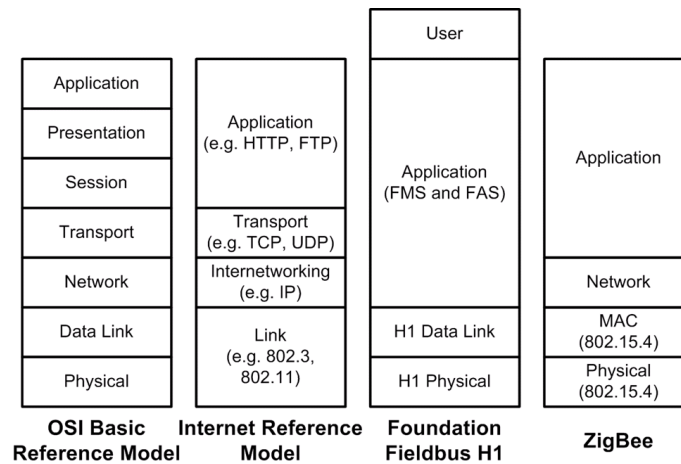 Application
Presentation
Session
Transport
Network
Data Link
Physical
OSI Basic
Reference Model
Application
(e.g. HTTP, FTP)
Transport
(e.g. TCP, UDP)
Internetworking
(e.g. IP)
Link
(e.g. 802.3,
802.11)
Internet Reference
Model
User
Application
(FMS and FAS)
H1 Data Link
H1 Physical
Foundation
Fieldbus H1
Application
Network
MAC
(802.15.4)
Physical
(802.15.4)
ZigBee